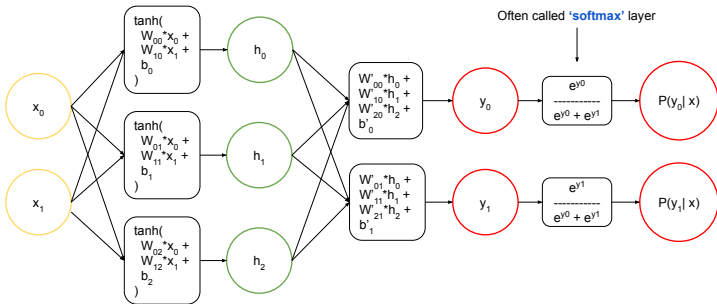 Often called ‘softmax’ layer
tanh(
W₀₀*x₀ +
W₁₀*x₁ +
b₀
)
h₀
x₀
W'₀₀*h₀ +
W'₁₀*h₁ +
W'₂₀*h₂ +
b'₀
y₀
e^y0
-----------
e^y0 + e^y1
P(y₀| x)
tanh(
W₀₁*x₀ +
W₁₁*x₁ +
b₁
)
h₁
x₁
W'₀₁*h₀ +
W'₁₁*h₁ +
W'₂₁*h₂ +
b'₁
y₁
e^y1
-----------
e^y0 + e^y1
P(y₁| x)
tanh(
W₀₂*x₀ +
W₁₂*x₁ +
b₂
)
h₂